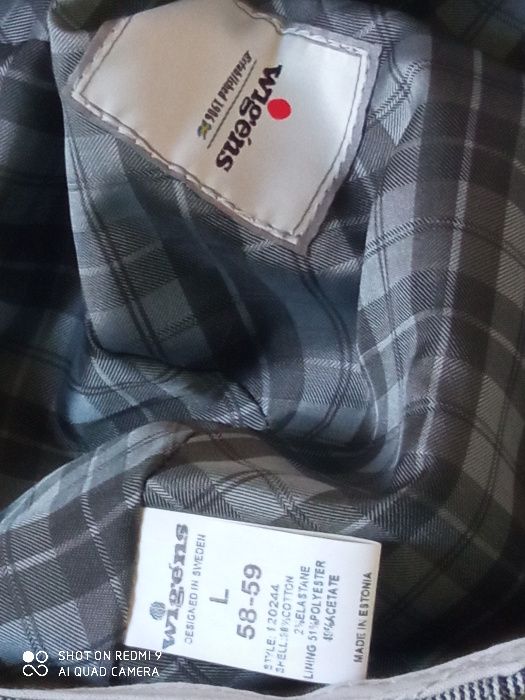 wigéns
Established 1906
wigéns
DESIGNED IN SWEDEN
L
58-59
STYLE. 120244
SHELL.98%COTTON
2%ELASTANE
LINING 51%POLYESTER
49%ACETATE
MADE IN ESTONIA
SHOT ON REDMI 9
AI QUAD CAMERA